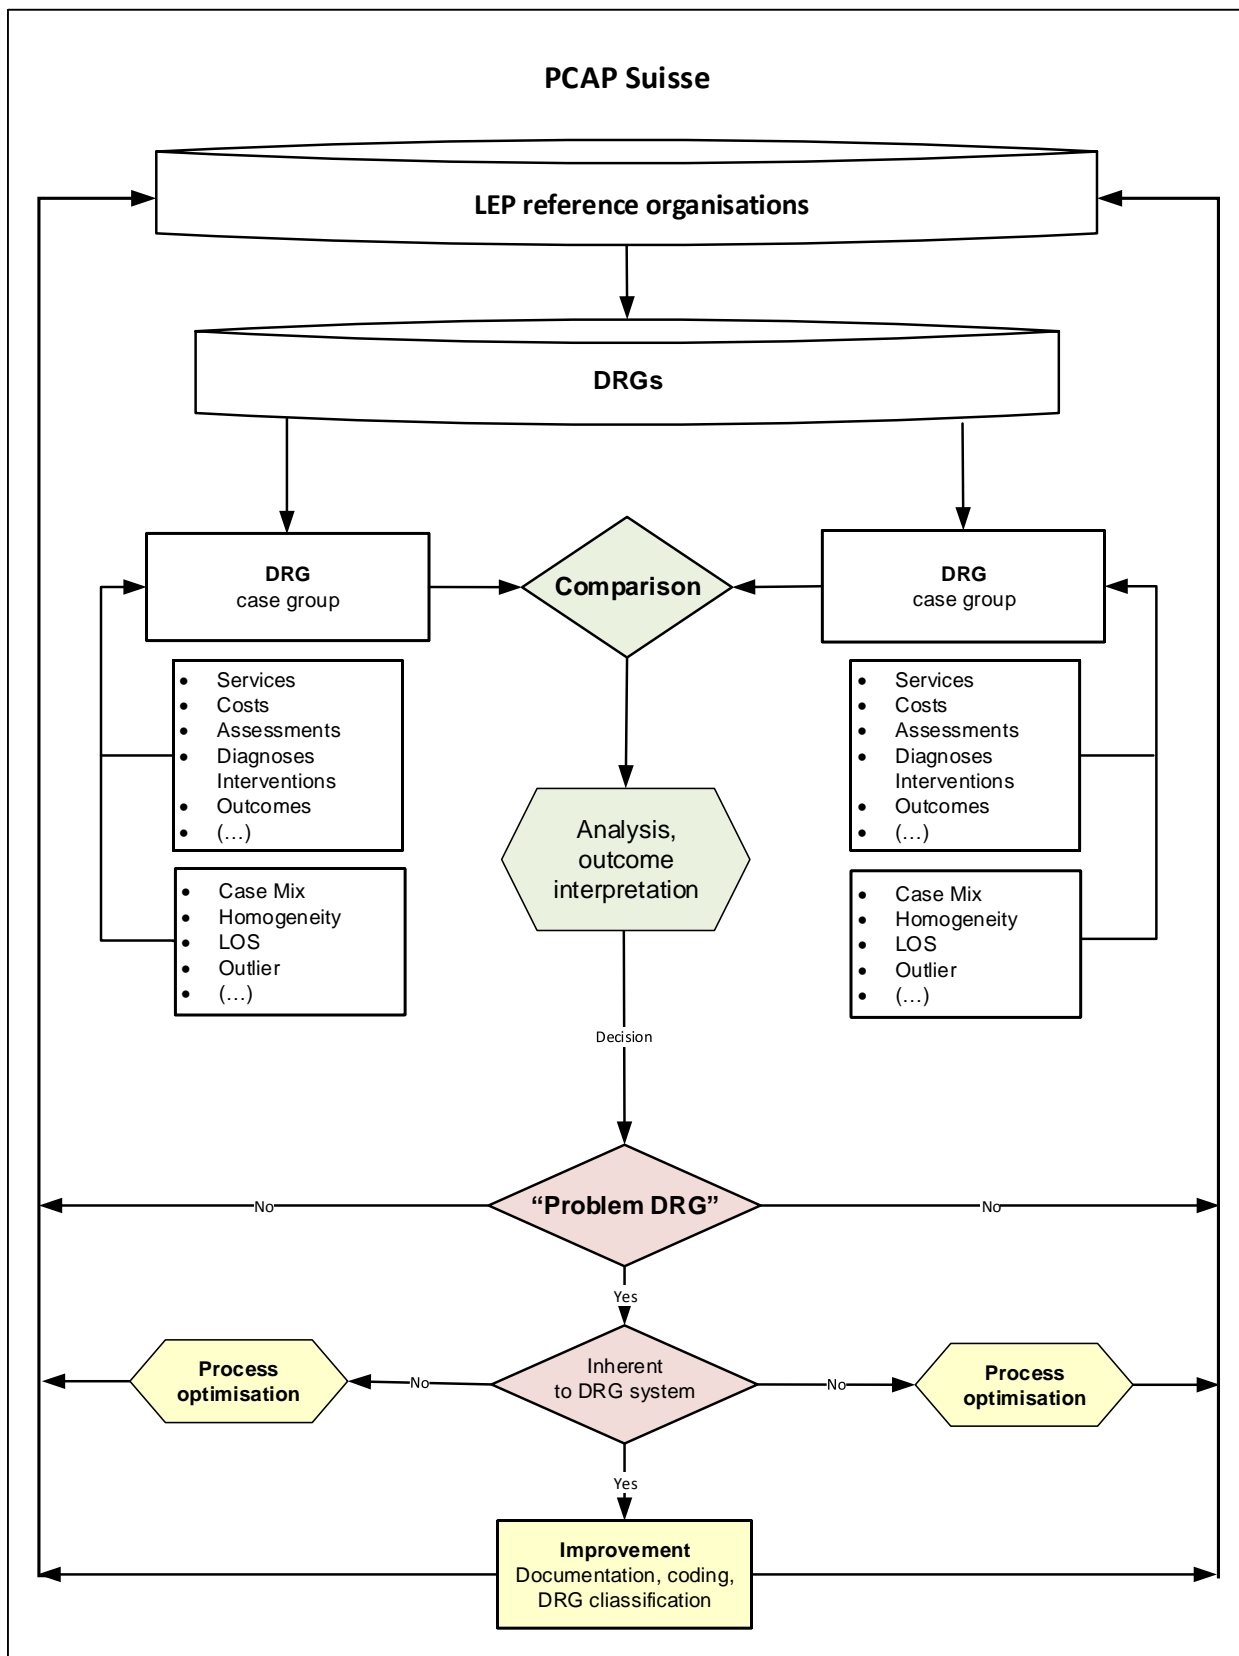 PCAP Suisse
LEP reference organisations
DRGs
DRG
case group
Comparison
DRG
case group
• Services
• Costs
• Assessments
• Diagnoses
Interventions
• Outcomes
• (…)
• Services
• Costs
• Assessments
• Diagnoses
Interventions
• Outcomes
• (…)
Analysis,
outcome
interpretation
• Case Mix
• Homogeneity
• LOS
• Outlier
• (…)
• Case Mix
• Homogeneity
• LOS
• Outlier
• (…)
Decision
No
“Problem DRG”
No
Yes
Process
optimisation
No
Inherent
to DRG system
No
Process
optimisation
Yes
Improvement
Documentation, coding,
DRG cliassification